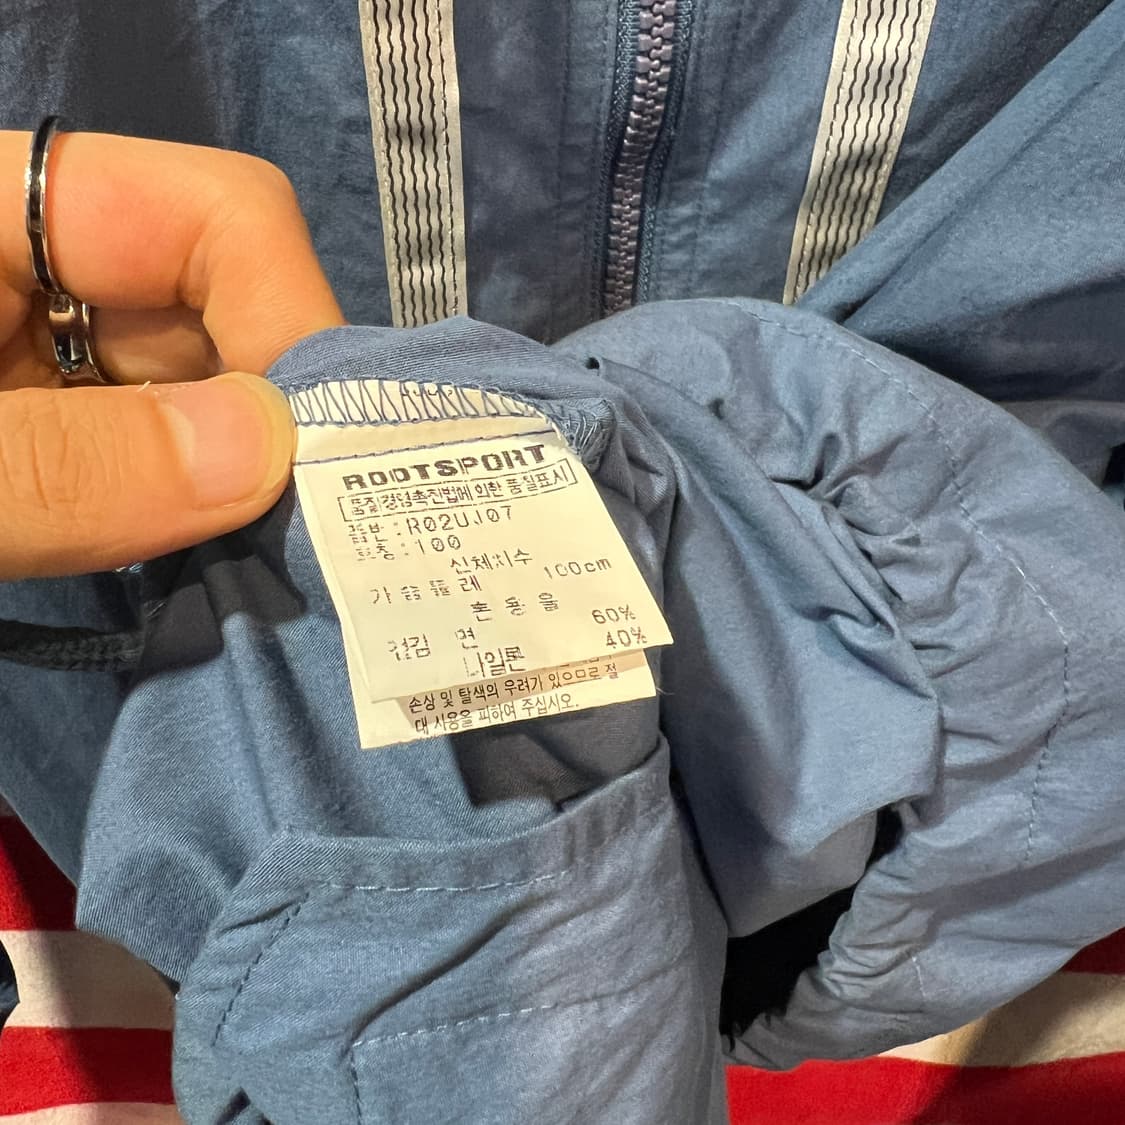 ROOTSPORT
품질경영촉진법에 의한 품질표시
품번:R02UJ07
호칭:100
신체치수
가슴둘레 100cm
혼용율
겉감 면 60%
나일론 40%
손상 및 탈색의 우려가 있으므로 절
대 사용을 피하여 주십시오.